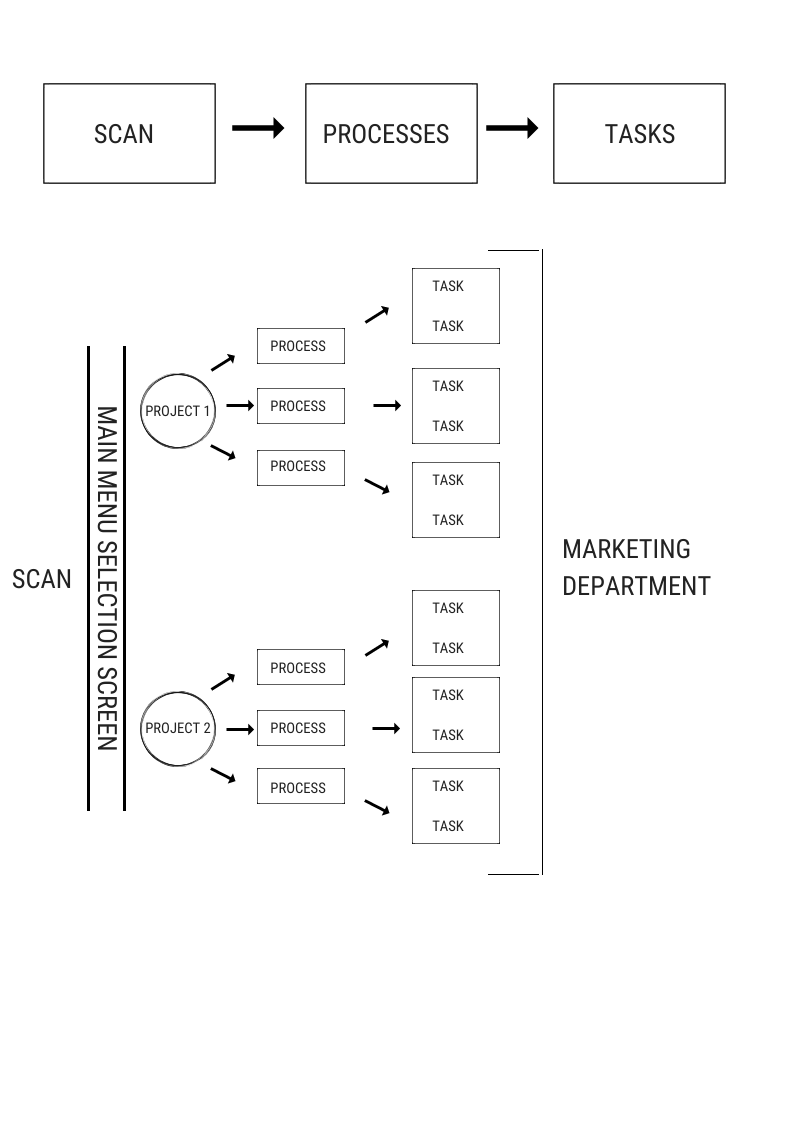 SCAN
PROCESSES
TASKS
TASK
TASK
PROCESS
TASK
PROJECT 1
PROCESS
TASK
PROCESS
TASK
TASK
MAIN MENU SELECTION SCREEN
SCAN
MARKETING
DEPARTMENT
TASK
TASK
PROCESS
TASK
PROJECT 2
PROCESS
TASK
PROCESS
TASK
TASK